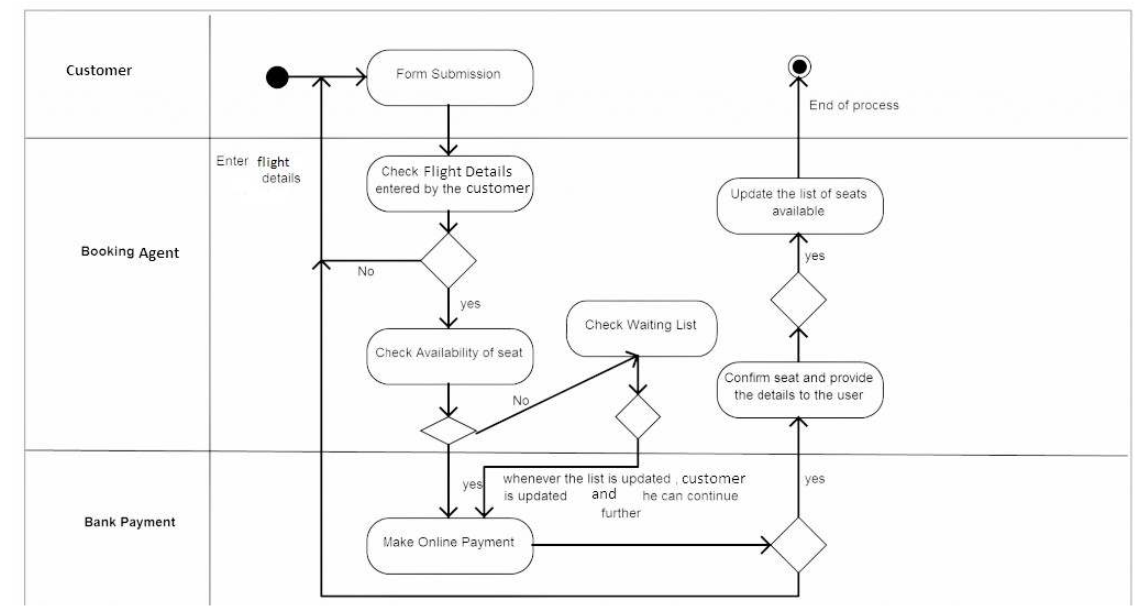 Customer
Form Submission
End of process
Enter flight
details
Check Flight Details
entered by the customer
Update the list of seats
available
Booking Agent
No
yes
yes
Check Waiting List
Check Availability of seat
Confirm seat and provide
the details to the user
No
yes
whenever the list is updated , customer
is updated and he can continue
further
yes
Bank Payment
Make Online Payment